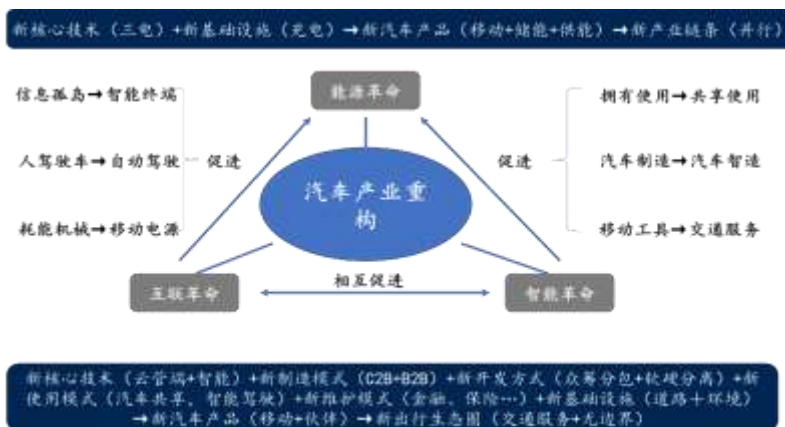 新核心技术（三电）+新基础设施（充电）→新汽车产品（移动+储能+供能）→新产业链条（并行）
信息孤岛→智能终端
能源革命
拥有使用→共享使用
人驾驶车→自动驾驶
促进
汽车产业重
构
促进
汽车制造→汽车智造
耗能机械→移动电源
移动工具→交通服务
互联革命
相互促进
智能革命
新核心技术（云管端+智能）+新制造模式（C2B+B2B）+新开发方式（众筹分包+软硬分离）+新
使用模式（汽车共享，智能驾驶）+新维护模式（金融、保险…）+新基础设施（道路+环境）
→新汽车产品（移动+伙伴）→新出行生态圈（交通服务+无边界）